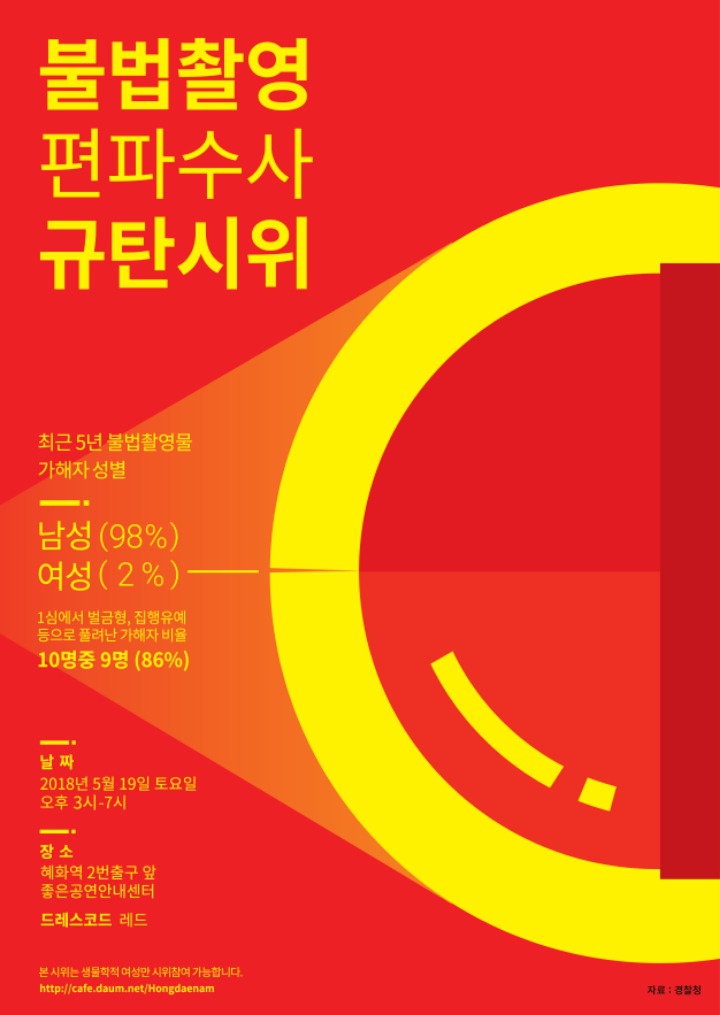 불법촬영
편파수사
규탄시위
최근 5년 불법촬영물
가해자 성별
남성 (98%)
여성 ( 2 % )
1심에서 벌금형, 집행유예
등으로 풀려난 가해자 비율
10명중 9명 (86%)
날 짜
2018년 5월 19일 토요일
오후 3시-7시
장 소
혜화역 2번출구 앞
좋은공연안내센터
드레스코드 레드
본 시위는 생물학적 여성만 시위참여 가능합니다.
http://cafe.daum.net/Hongdaenam
자료 : 경찰청